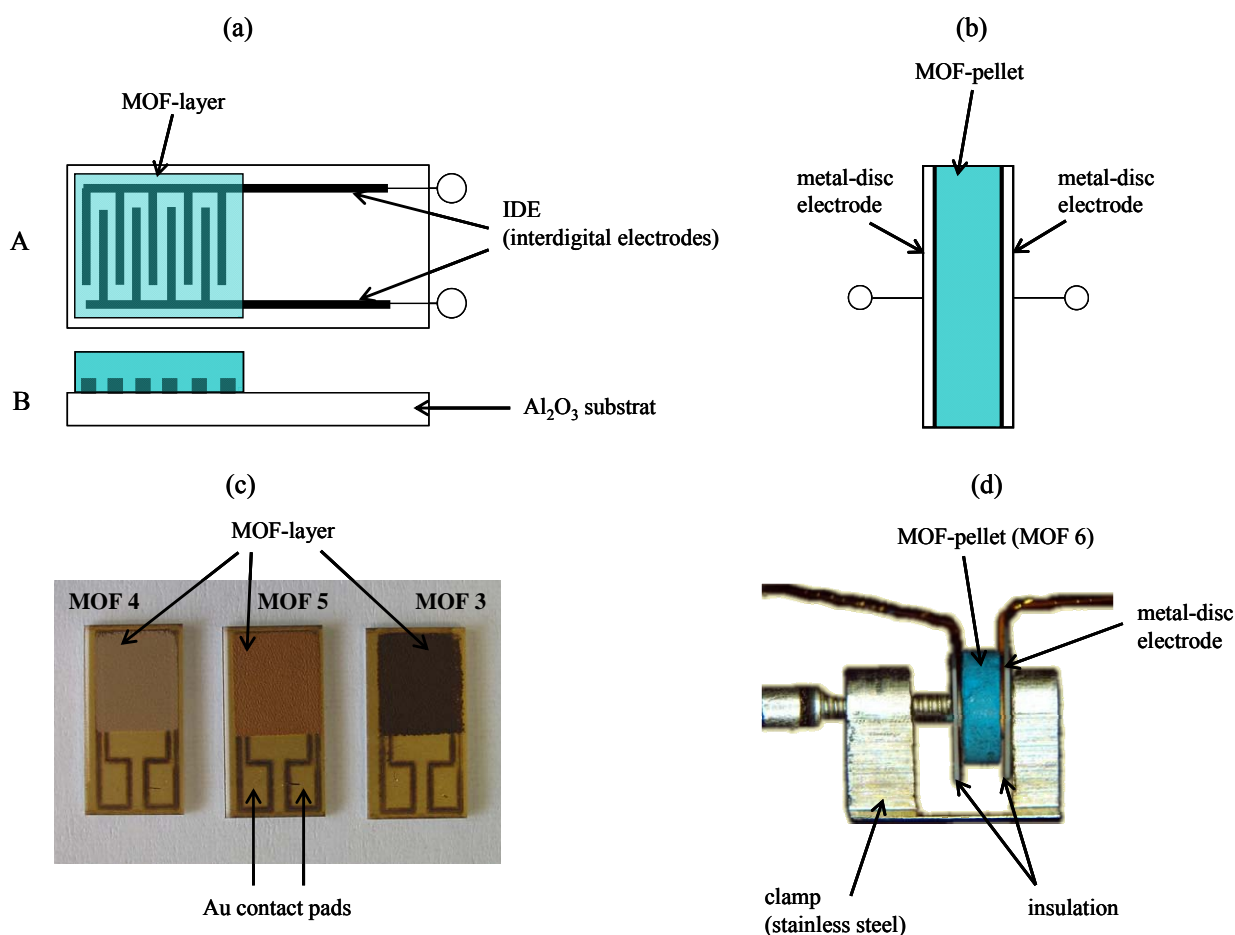 (a)
MOF-layer
A
IDE
(interdigital electrodes)
B
Al₂O₃ substrat
(b)
MOF-pellet
metal-disc
electrode
metal-disc
electrode
(c)
MOF-layer
MOF 4
MOF 5
MOF 3
Au contact pads
(d)
MOF-pellet (MOF 6)
metal-disc
electrode
clamp
(stainless steel)
insulation